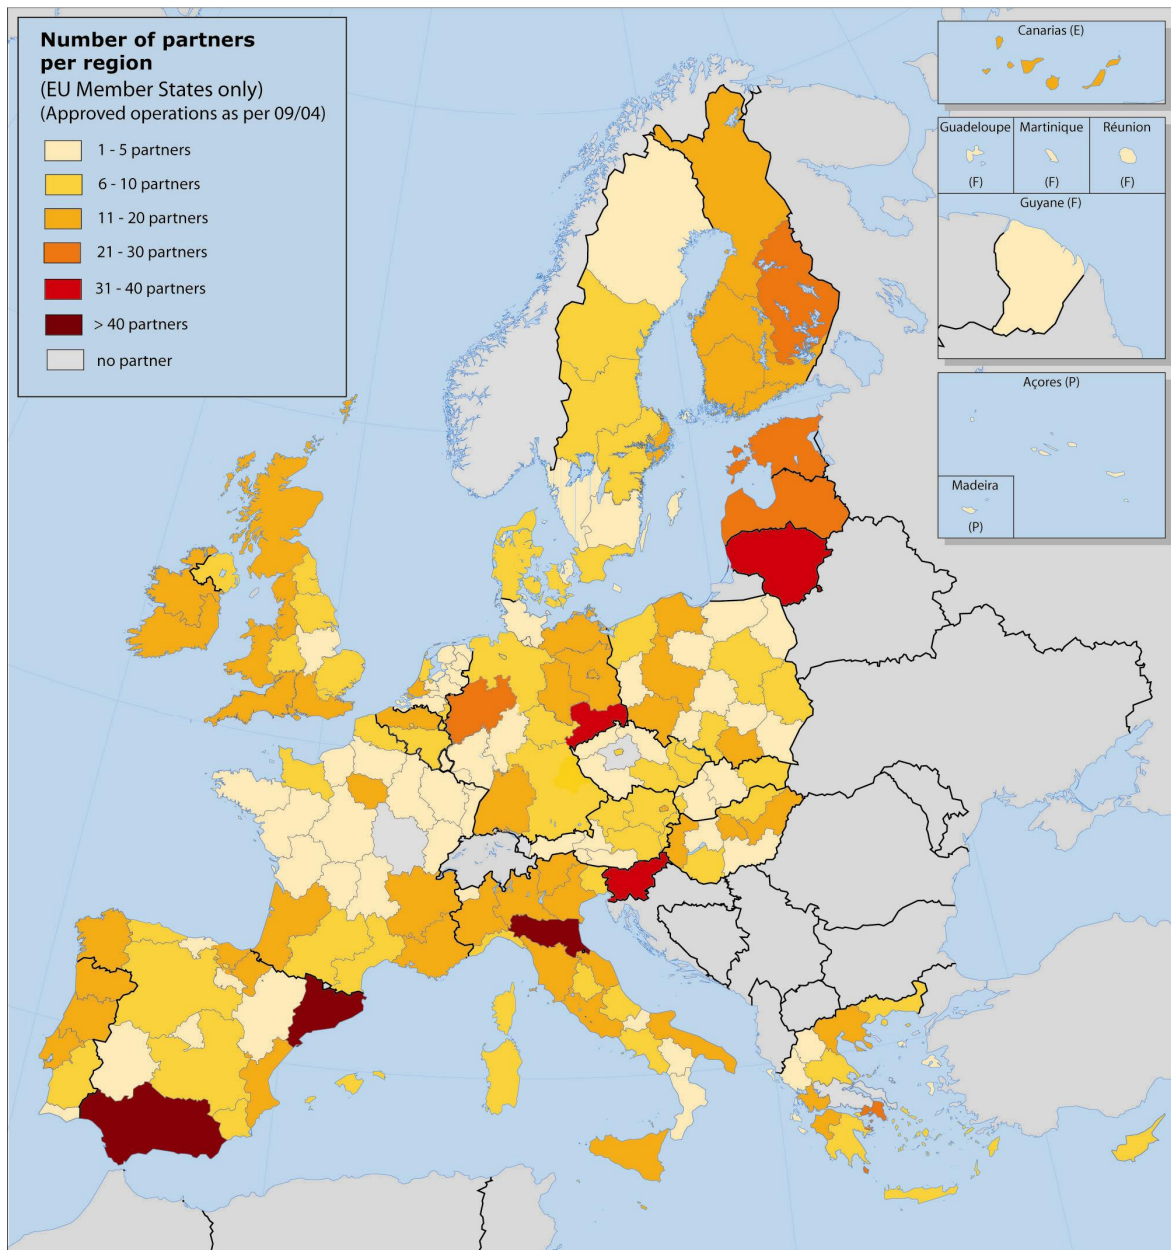 Number of partners
per region
(EU Member States only)
(Approved operations as per 09/04)
1 - 5 partners
6 - 10 partners
11 - 20 partners
21 - 30 partners
31 - 40 partners
> 40 partners
no partner
Canarias (E)
Guadeloupe
(F)
Martinique
(F)
Réunion
(F)
Guyane (F)
Açores (P)
Madeira
(P)